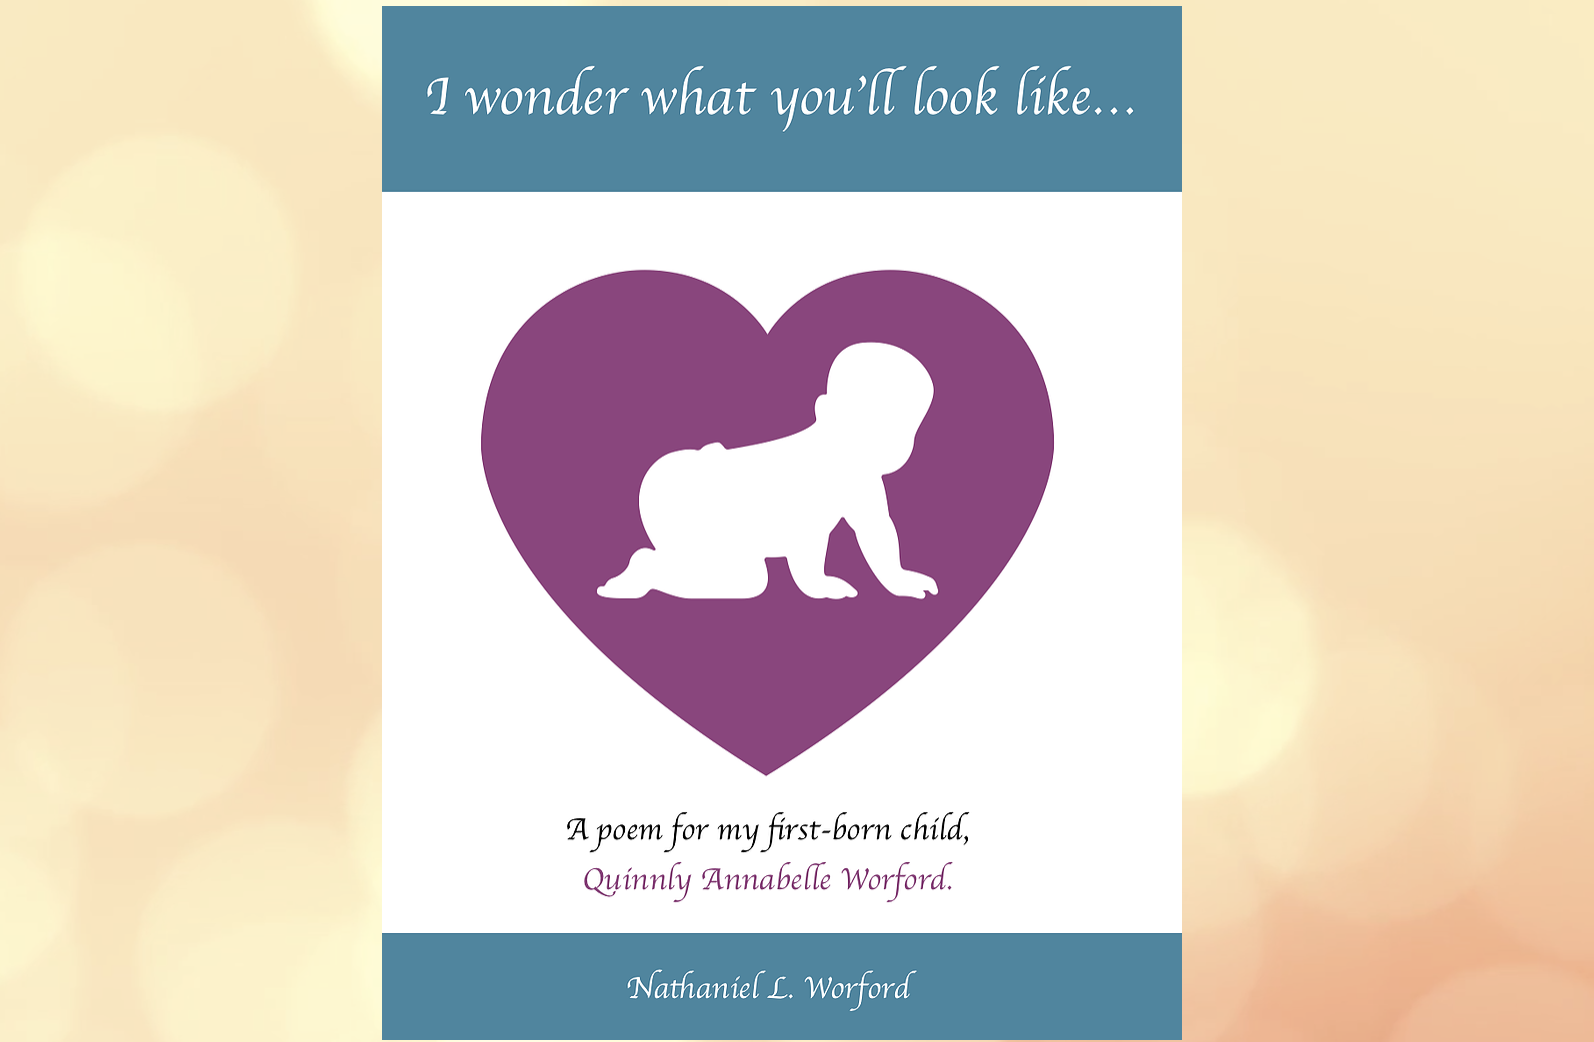 I wonder what you'll look like...
A poem for my first-born child,
Quinnly Annabelle Worford.
Nathaniel L. Worford